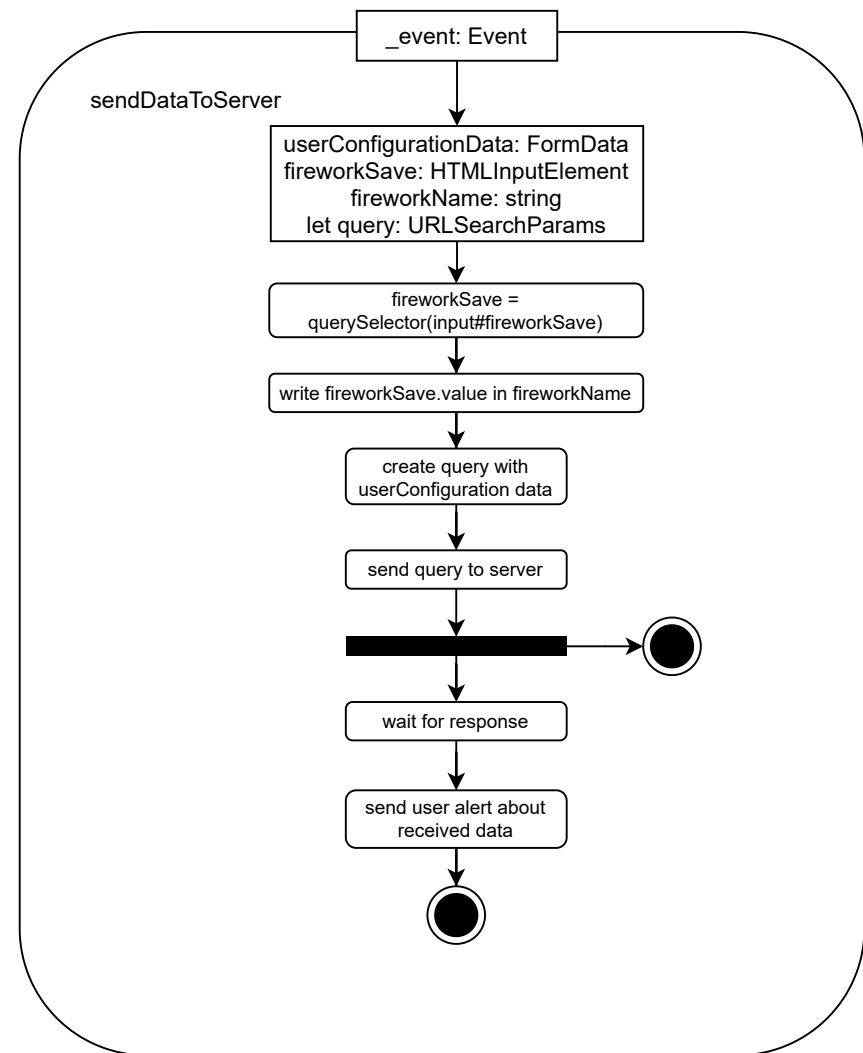 _event: Event
sendDataToServer
userConfigurationData: FormData
fireworkSave: HTMLInputElement
fireworkName: string
let query: URLSearchParams
fireworkSave =
querySelector(input#fireworkSave)
write fireworkSave.value in fireworkName
create query with
userConfiguration data
send query to server
wait for response
send user alert about
received data